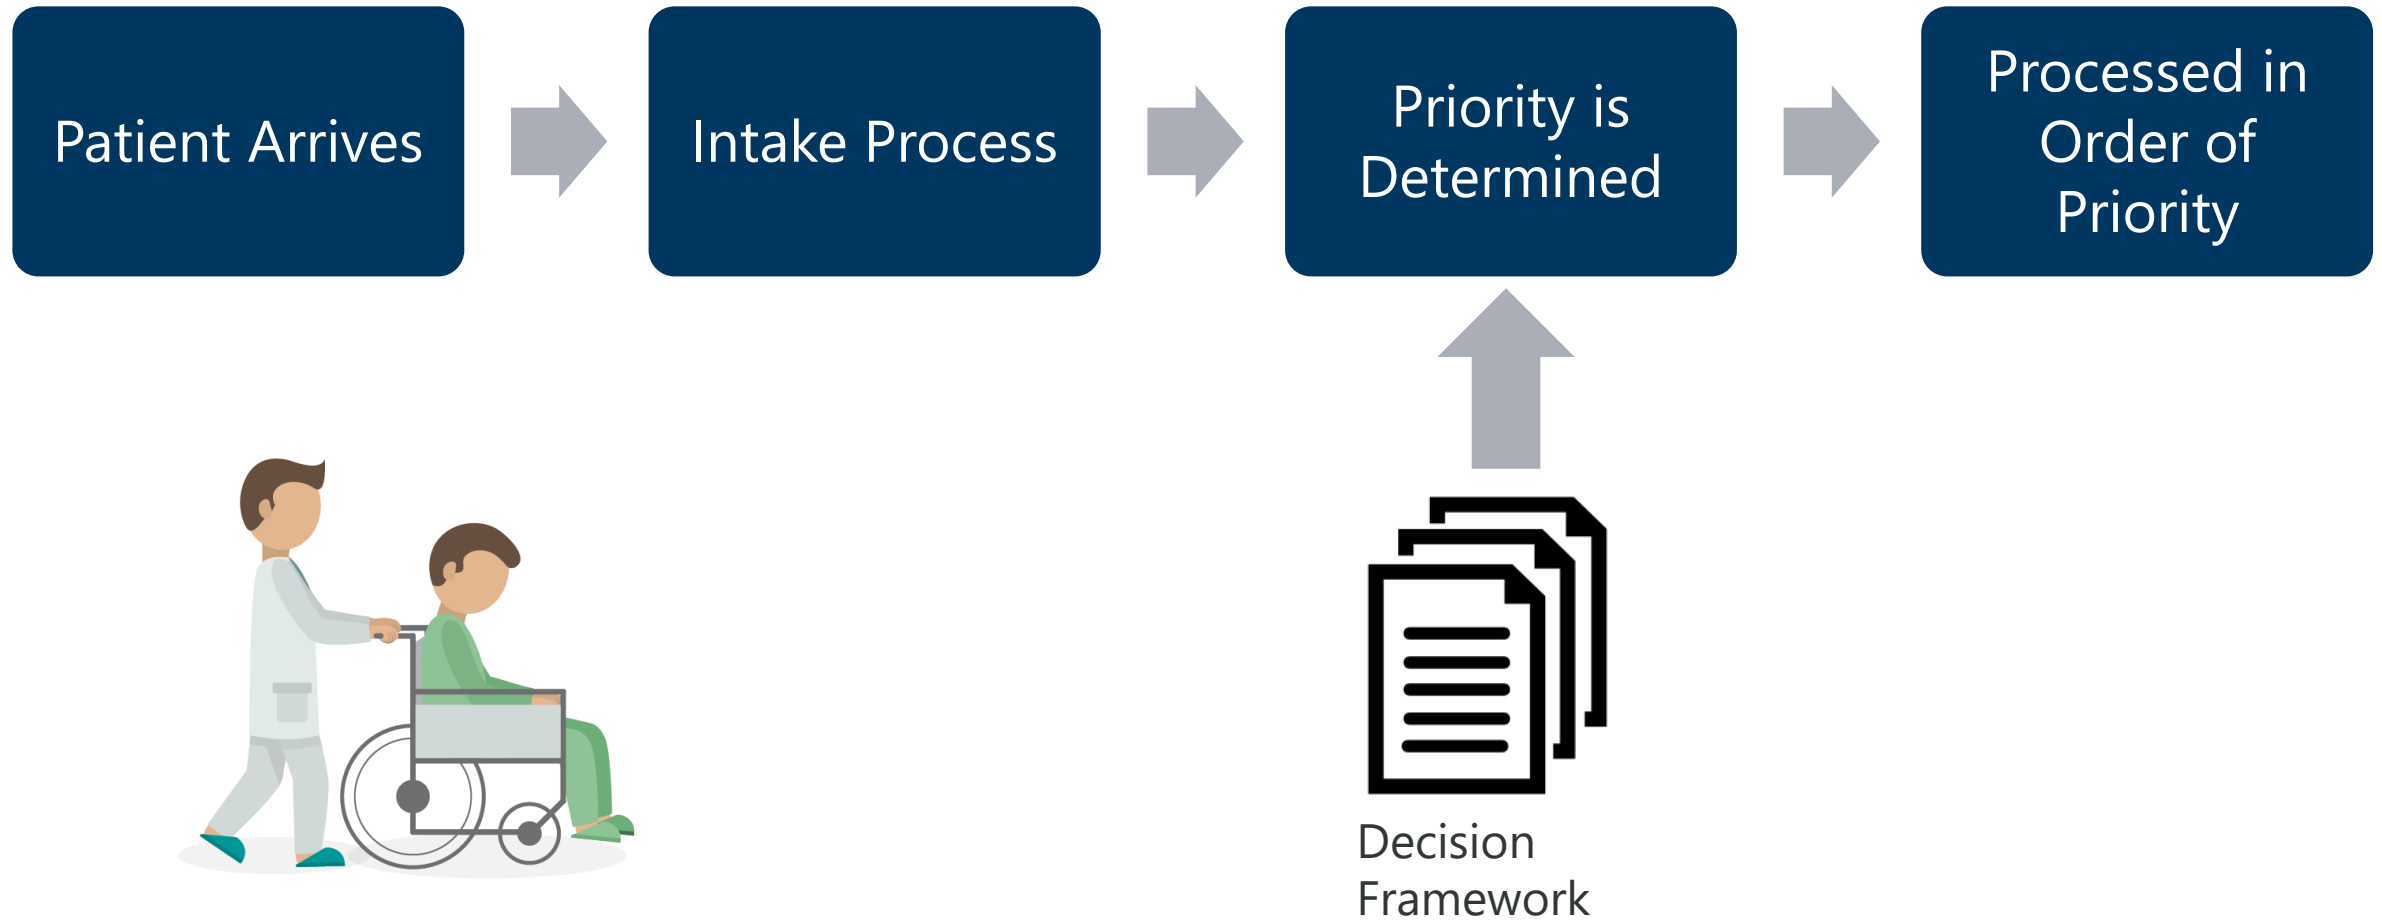 Patient Arrives
Intake Process
Priority is
Determined
Processed in
Order of
Priority
Decision
Framework